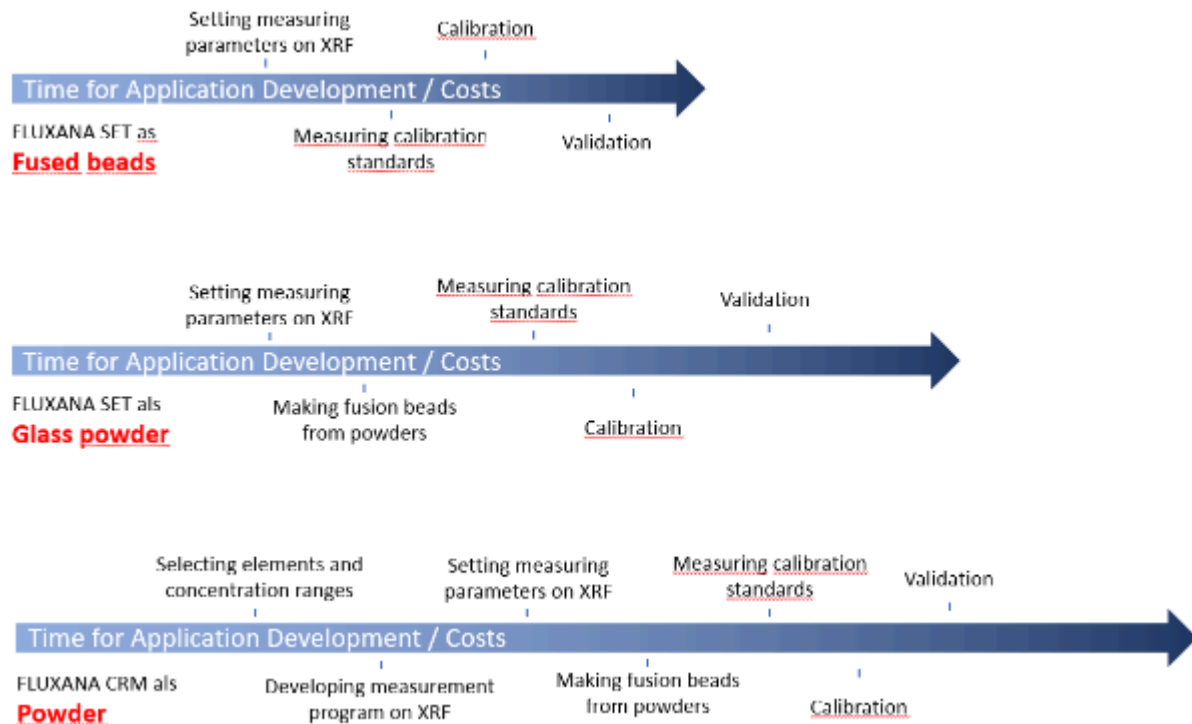 Setting measuring
parameters on XRF
Calibration
Time for Application Development / Costs
FLUXANA SET as
Fused beads
Measuring calibration
standards
Validation
Setting measuring
parameters on XRF
Measuring calibration
standards
Validation
Time for Application Development / Costs
FLUXANA SET als
Glass powder
Making fusion beads
from powders
Calibration
Selecting elements and
concentration ranges
Setting measuring
parameters on XRF
Measuring calibration
standards
Validation
Time for Application Development / Costs
FLUXANA CRM als
Powder
Developing measurement
program on XRF
Making fusion beads
from powders
Calibration